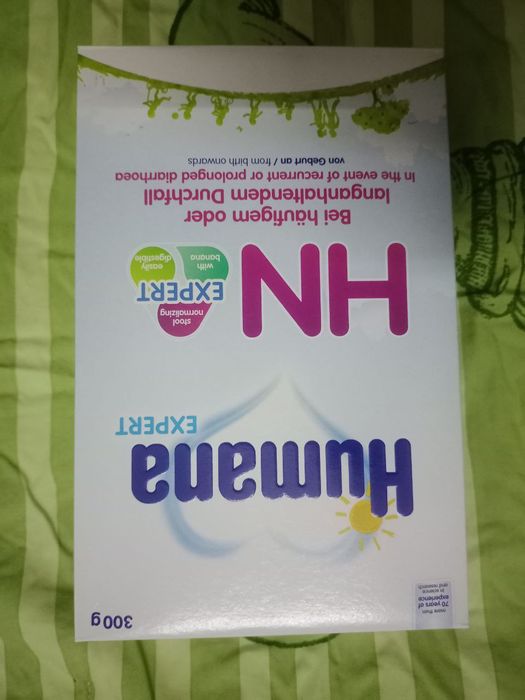 more than
70 years of
experience
in science
and research
300 g
Humana
EXPERT
HN
stool
normalizing
EXPERT
with
banana
easily
digestible
Bei häufigem oder
langanhaltendem Durchfall
In the event of recurrent or prolonged diarrhoea
von Geburt an / from birth onwards